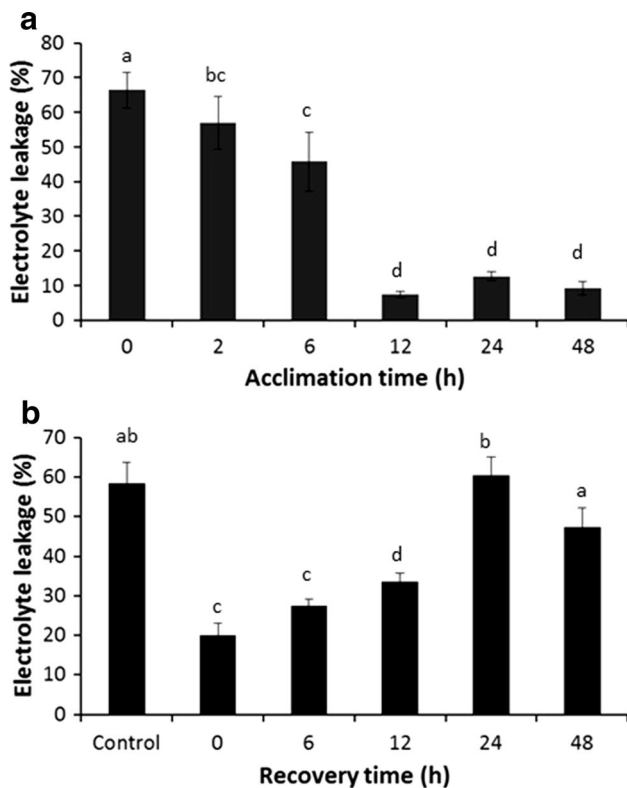 a
Electrolyte leakage (%)
80
70
60
50
40
30
20
10
0
a
bc
c
d
d
d
0 2 6 12 24 48
Acclimation time (h)
b
Electrolyte leakage (%)
70
60
50
40
30
20
10
0
ab
c
c
d
b
a
Control 0 6 12 24 48
Recovery time (h)